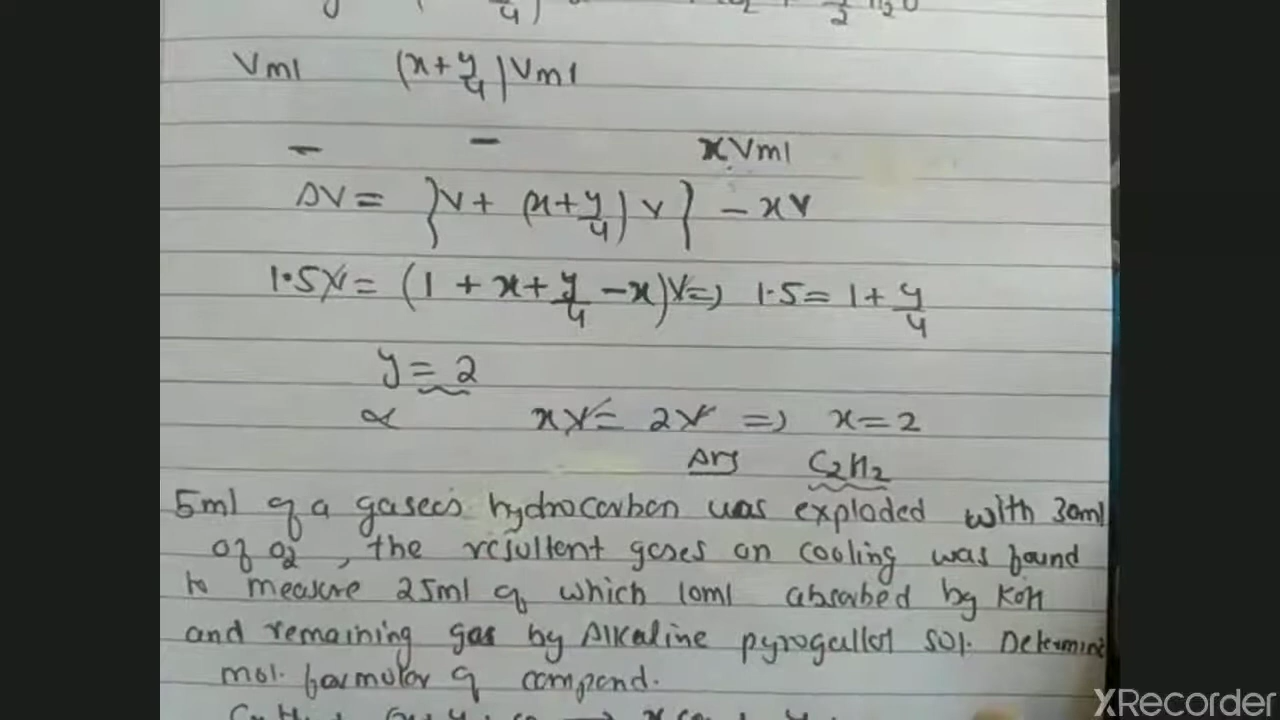 Vml (x+y/4)Vml
- - xVml
ΔV= {V+ (x+y/4)V} -xV
1.5V= (1+x+y/4-x)V=) 1.5=1+y/4
y=2
∝ xV= 2V =) x=2
Ans C2H2
5ml of a gasees hydrocarbon was exploded with 30ml
of O2, the resultent gases on cooling was found
to measure 25ml of which 10ml absorbed by KOH
and remaining gas by Alkaline pyrogallol sol. Determine
mol. formular of compend.
XRecorder